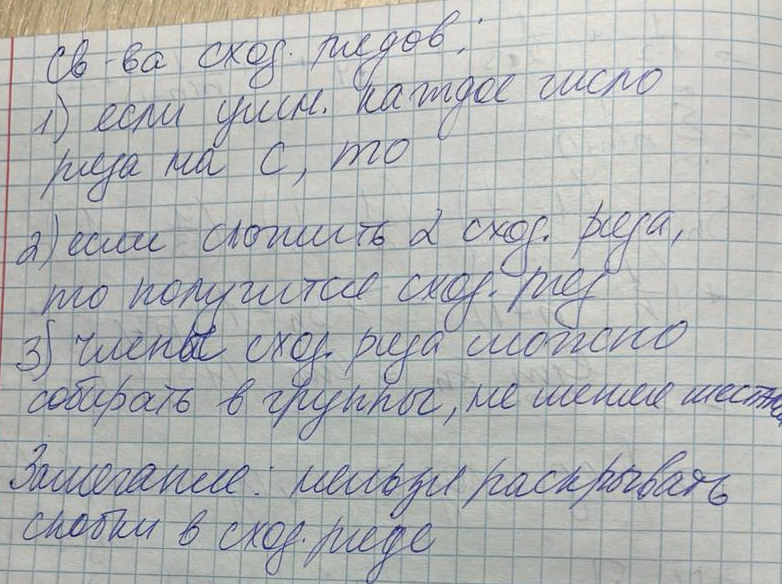 Св-ва сход. рядов:
1) если умн. каждое число
ряда на С, то
2) если сложить 2 сход. ряда,
то получится сход. ряд
3) члены сход. ряда можно
собирать в группы, не меняя местами
Замечание: нельзя раскрывать
скобки в сход. ряде